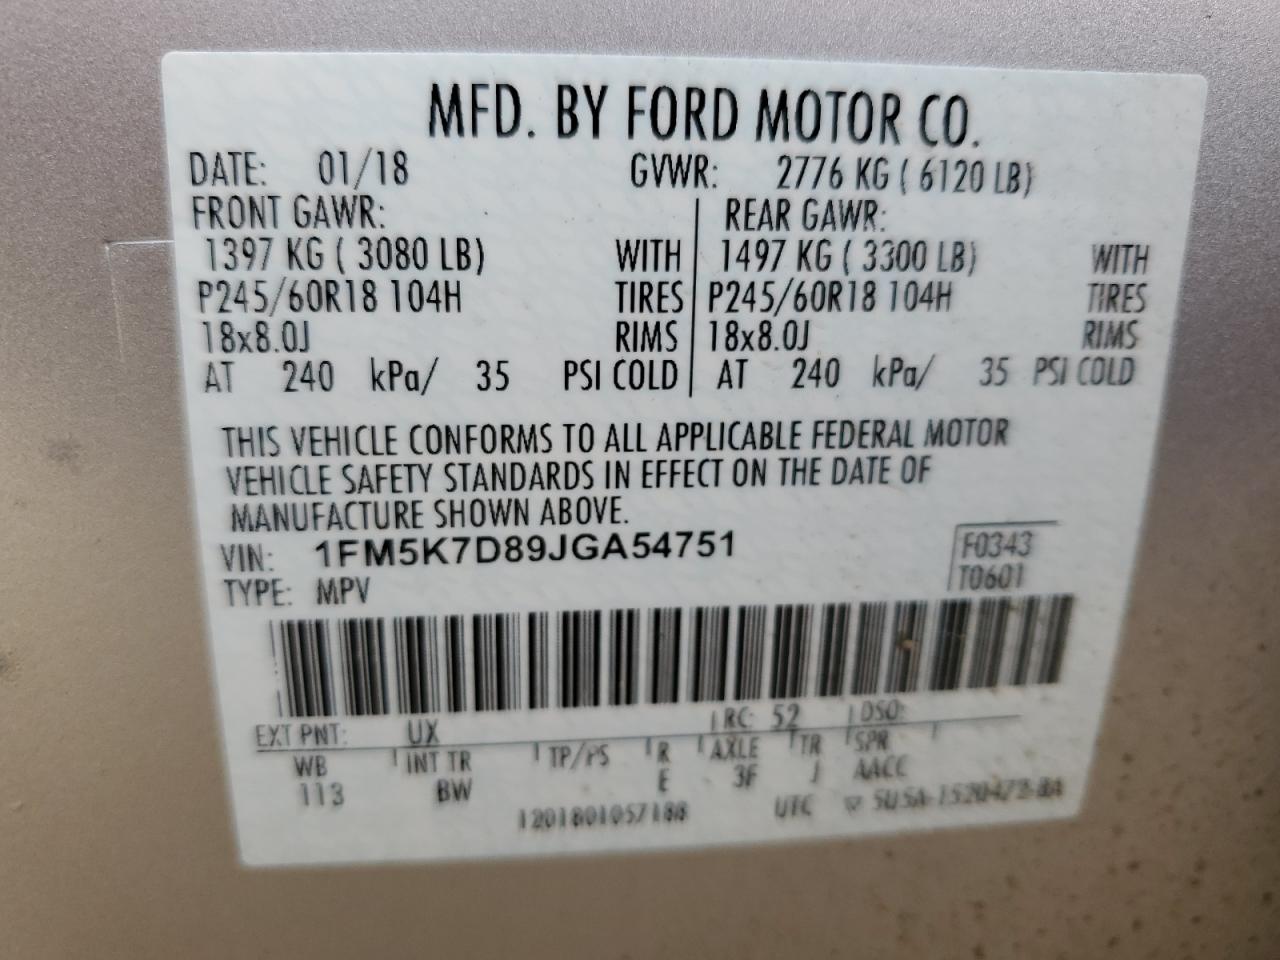 MFD. BY FORD MOTOR CO.
DATE: 01/18 GVWR: 2776 KG ( 6120 LB)
FRONT GAWR: REAR GAWR:
1397 KG ( 3080 LB) WITH 1497 KG ( 3300 LB) WITH
P245/60R18 104H TIRES P245/60R18 104H TIRES
18x8.0J RIMS 18x8.0J RIMS
AT 240 kPa/ 35 PSI COLD AT 240 kPa/ 35 PSI COLD
THIS VEHICLE CONFORMS TO ALL APPLICABLE FEDERAL MOTOR
VEHICLE SAFETY STANDARDS IN EFFECT ON THE DATE OF
MANUFACTURE SHOWN ABOVE.
VIN: 1FM5K7D89JGA54751 F0343
TYPE: MPV T0601
EXT PNT: UX RC: 52 DSO:
WB INT TR TP/PS R AXLE TR SPR
113 BW E 3F J AACC
1201801057188 UTC